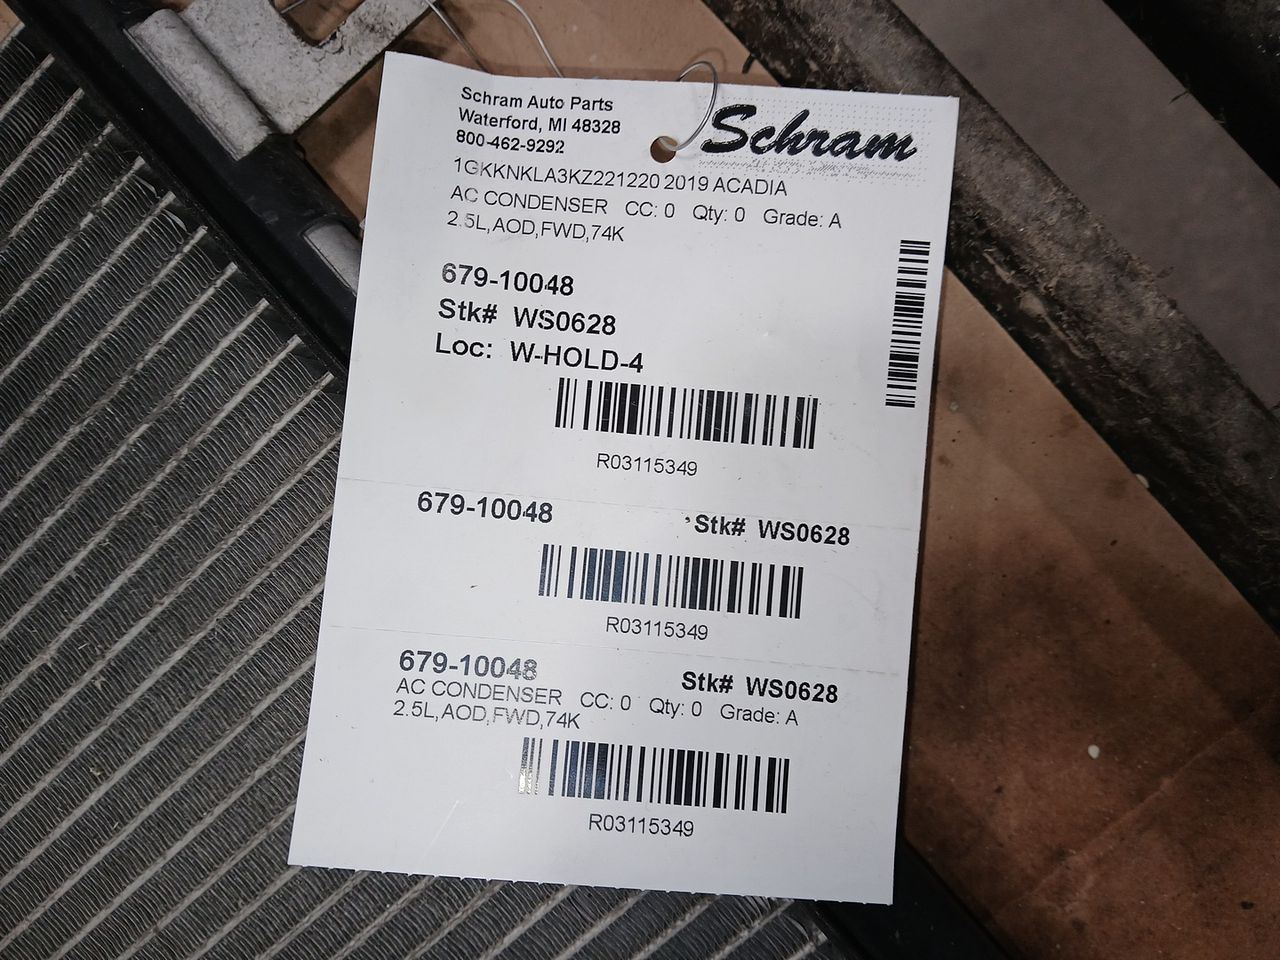 Schram Auto Parts
Waterford, MI 48328
800-462-9292
Schram
1GKKNKLA3KZ221220 2019 ACADIA
AC CONDENSER CC: 0 Qty: 0 Grade: A
2.5L,AOD,FWD,74K
679-10048
Stk# WS0628
Loc: W-HOLD-4
R03115349
679-10048 Stk# WS0628
R03115349
679-10048 Stk# WS0628
AC CONDENSER CC: 0 Qty: 0 Grade: A
2.5L,AOD,FWD,74K
R03115349